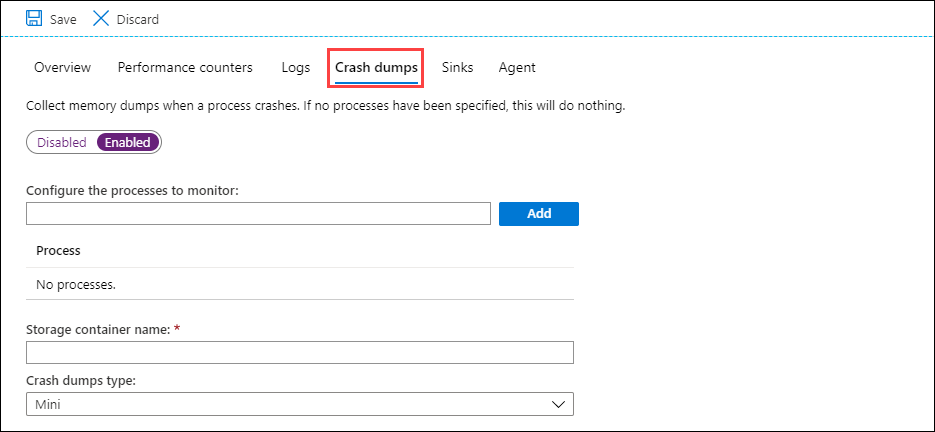 Save Discard
Overview Performance counters Logs Crash dumps Sinks Agent
Collect memory dumps when a process crashes. If no processes have been specified, this will do nothing.
Disabled Enabled
Configure the processes to monitor:
Add
Process
No processes.
Storage container name: *
Crash dumps type:
Mini